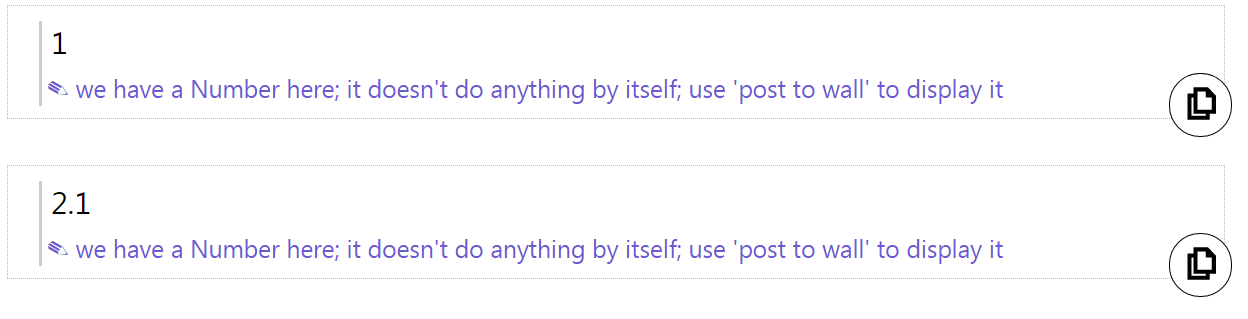 1
✎ we have a Number here; it doesn't do anything by itself; use 'post to wall' to display it
2.1
✎ we have a Number here; it doesn't do anything by itself; use 'post to wall' to display it